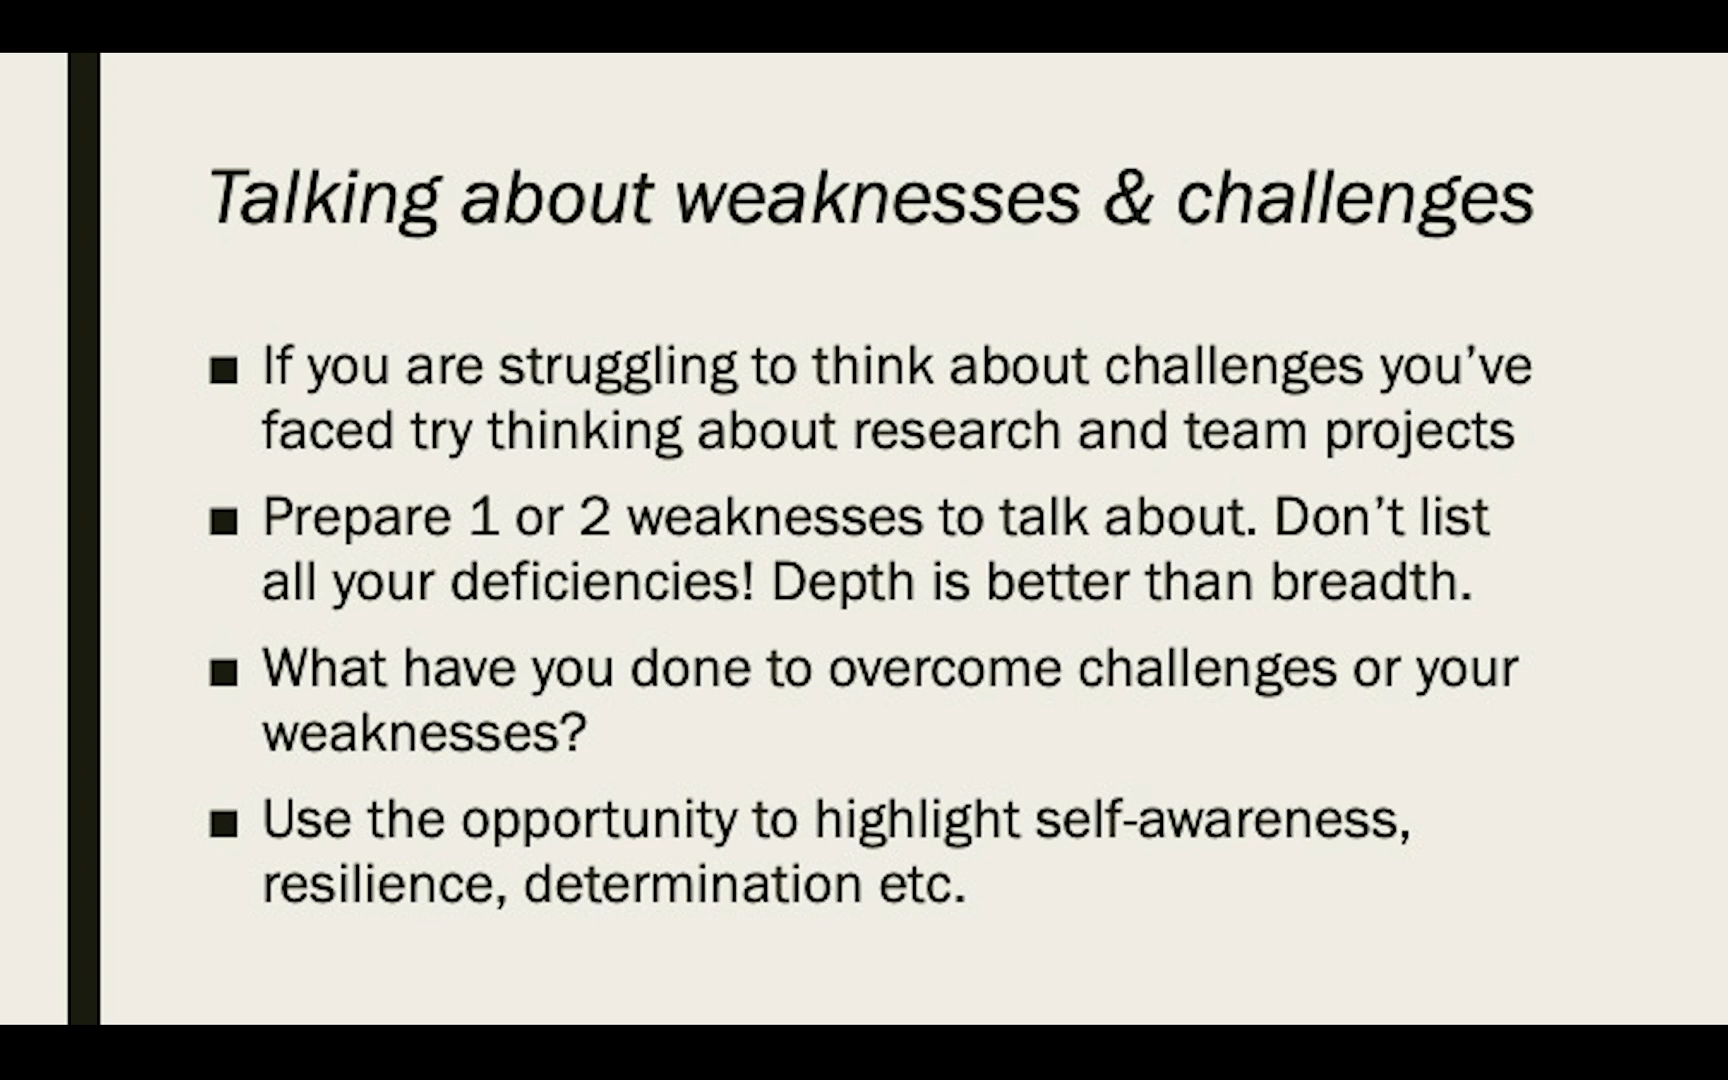 Talking about weaknesses & challenges
■ If you are struggling to think about challenges you’ve
faced try thinking about research and team projects
■ Prepare 1 or 2 weaknesses to talk about. Don’t list
all your deficiencies! Depth is better than breadth.
■ What have you done to overcome challenges or your
weaknesses?
■ Use the opportunity to highlight self-awareness,
resilience, determination etc.